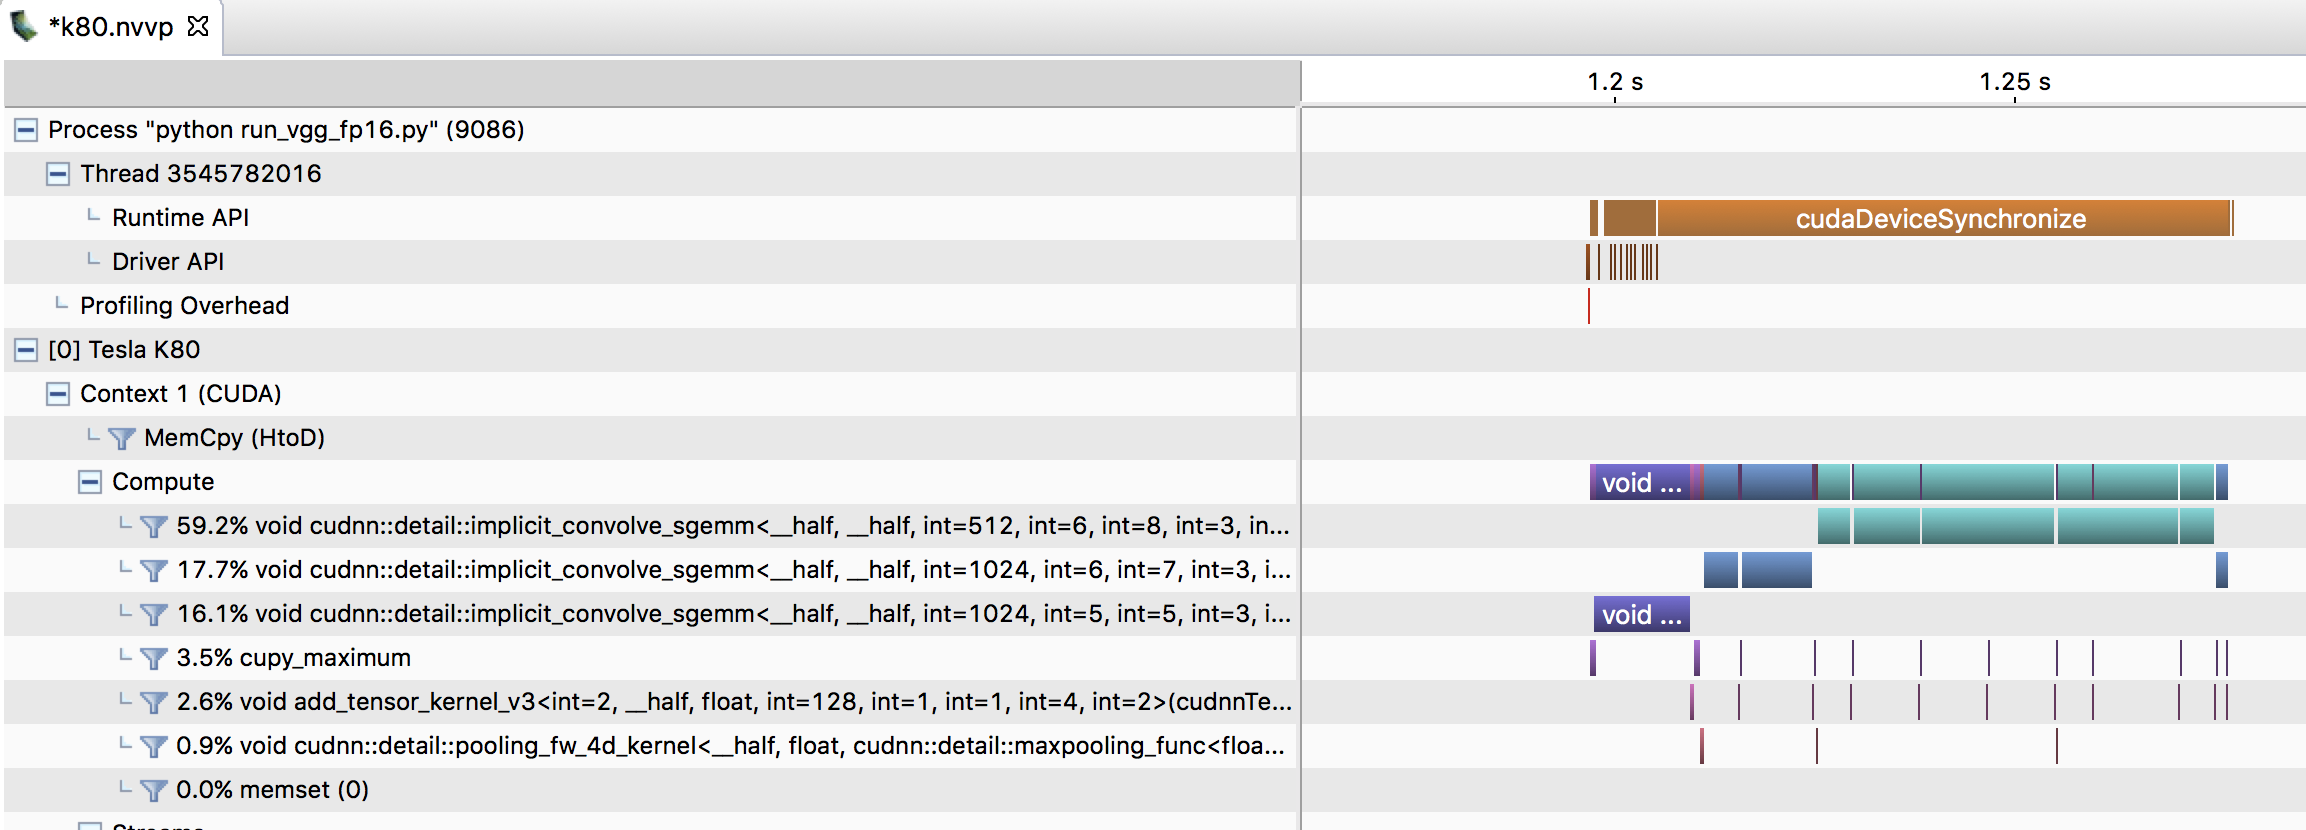 *k80.nvvp
1.2 s 1.25 s
Process "python run_vgg_fp16.py" (9086)
Thread 3545782016
Runtime API cudaDeviceSynchronize
Driver API
Profiling Overhead
[0] Tesla K80
Context 1 (CUDA)
MemCpy (HtoD)
Compute void ...
59.2% void cudnn::detail::implicit_convolve_sgemm<__half, __half, int=512, int=6, int=8, int=3, in...
17.7% void cudnn::detail::implicit_convolve_sgemm<__half, __half, int=1024, int=6, int=7, int=3, i...
16.1% void cudnn::detail::implicit_convolve_sgemm<__half, __half, int=1024, int=5, int=5, int=3, i... void ...
3.5% cupy_maximum
2.6% void add_tensor_kernel_v3<int=2, __half, float, int=128, int=1, int=1, int=4, int=2>(cudnnTe...
0.9% void cudnn::detail::pooling_fw_4d_kernel<__half, float, cudnn::detail::maxpooling_func<floa...
0.0% memset (0)
Streams